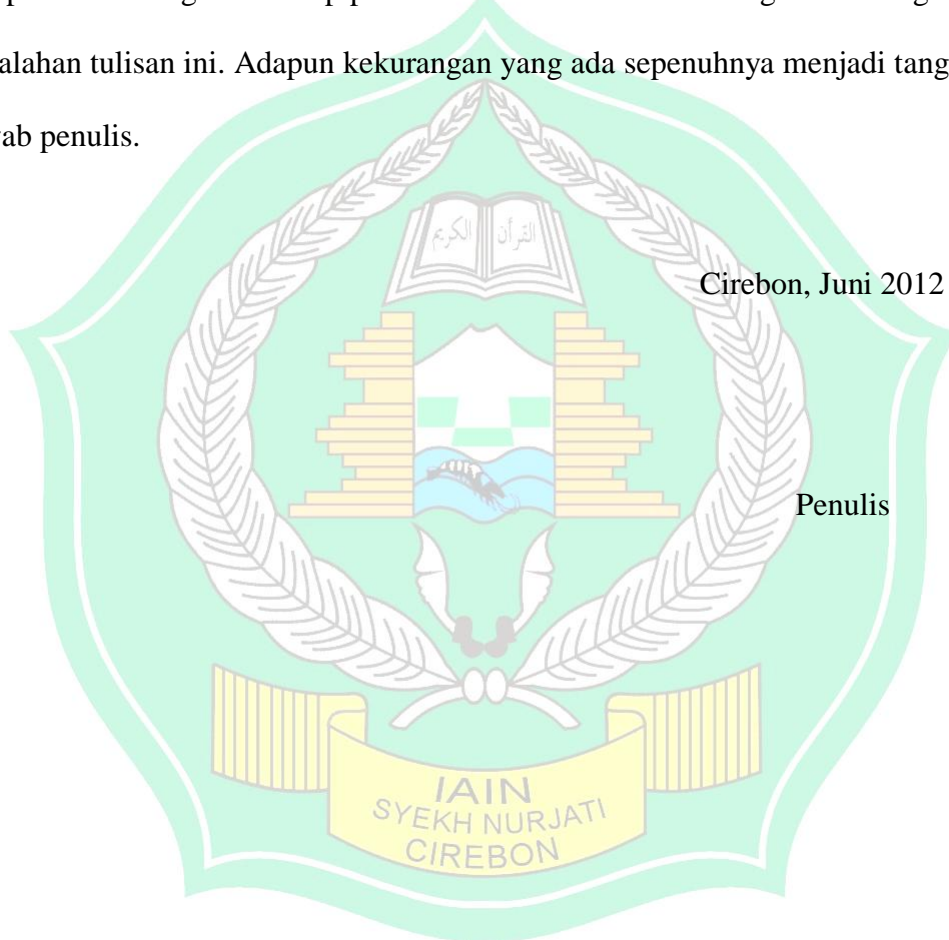 alahan tulisan ini. Adapun kekurangan yang ada sepenuhnya menjadi tang
ab penulis.
القرآن الكريم
Cirebon, Juni 2012
Penulis
IAIN
SYEKH NURJATI
CIREBON